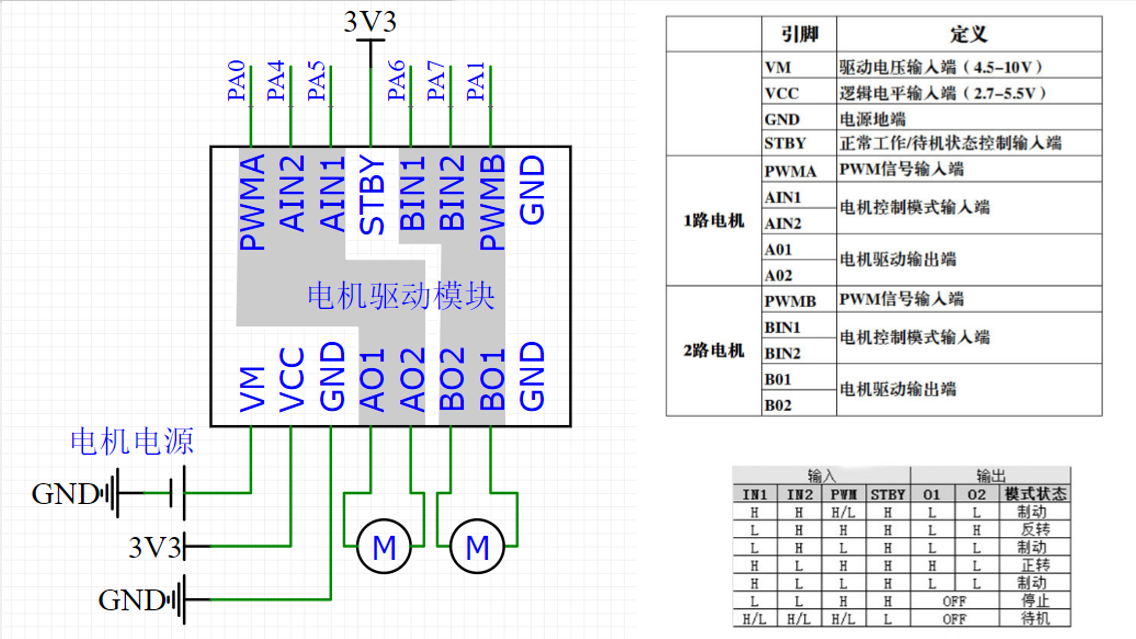 3V3
PA0 PA4 PA5 PA6 PA7 PA1
PWMA AIN2 AIN1 STBY BIN1 BIN2 PWMB GND
电机驱动模块
VM VCC GND AO1 AO2 BO2 BO1 GND
电机电源
GND
3V3
M M
GND
引脚 定义
VM 驱动电压输入端（4.5-10V）
VCC 逻辑电平输入端（2.7-5.5V）
GND 电源地端
STBY 正常工作/待机状态控制输入端
1路电机
PWMA PWM信号输入端
AIN1 电机控制模式输入端
AIN2
A01 电机驱动输出端
A02
2路电机
PWMB PWM信号输入端
BIN1 电机控制模式输入端
BIN2
B01 电机驱动输出端
B02
输入 输出
IN1 IN2 PWM STBY O1 O2 模式状态
H H H/L H L L 制动
L H H H L H 反转
L H L H L L 制动
H L H H H L 正转
H L L H L L 制动
L L H H OFF 停止
H/L H/L H/L L OFF 待机